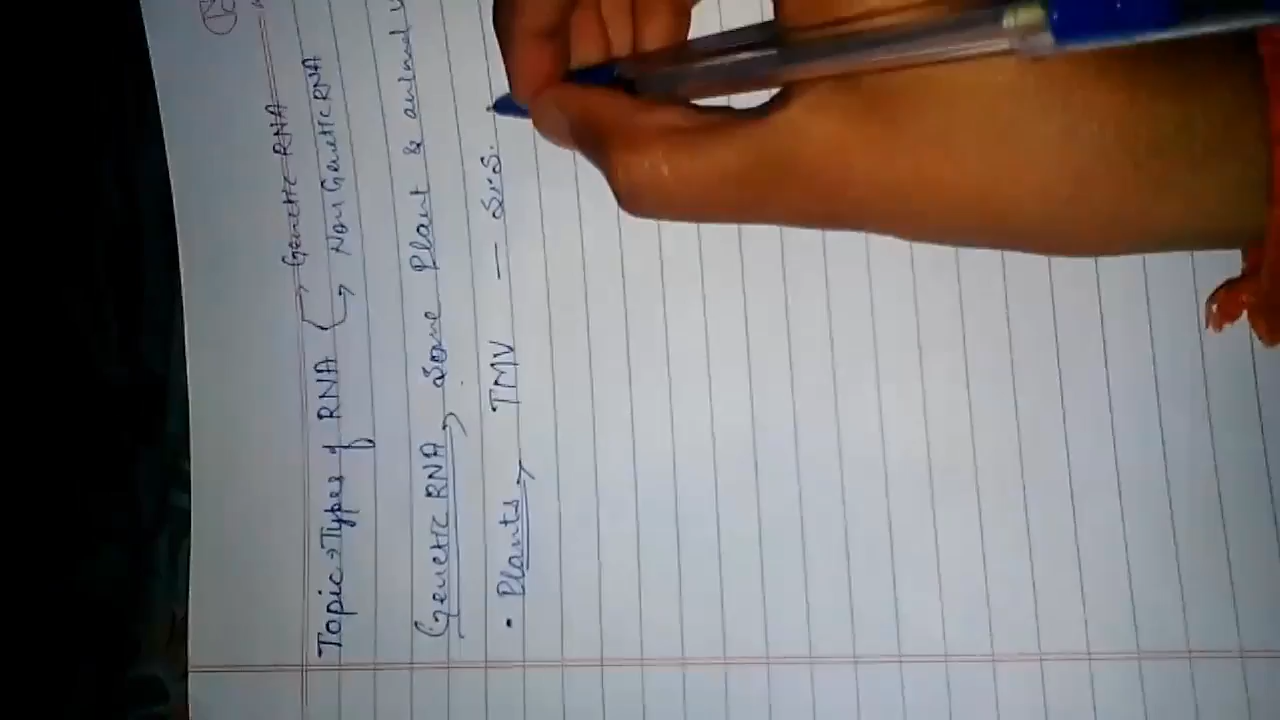 → Genetic RNA
Topic → Types of RNA
→ Non Genetic RNA
Genetic RNA → Some Plant & animal
• Plants → TMV — S.r.S.